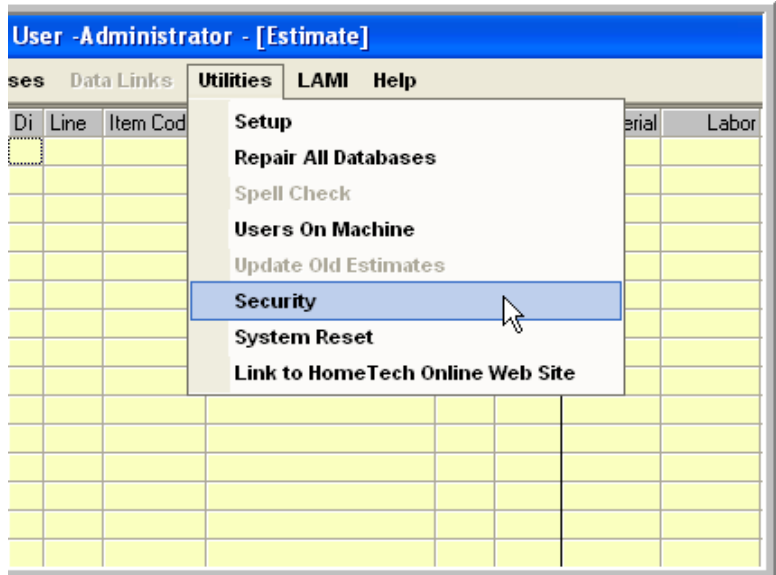 User -Administrator - [Estimate]
ses Data Links Utilities LAMI Help
Di Line Item Cod erial Labor
Setup
Repair All Databases
Spell Check
Users On Machine
Update Old Estimates
Security
System Reset
Link to HomeTech Online Web Site